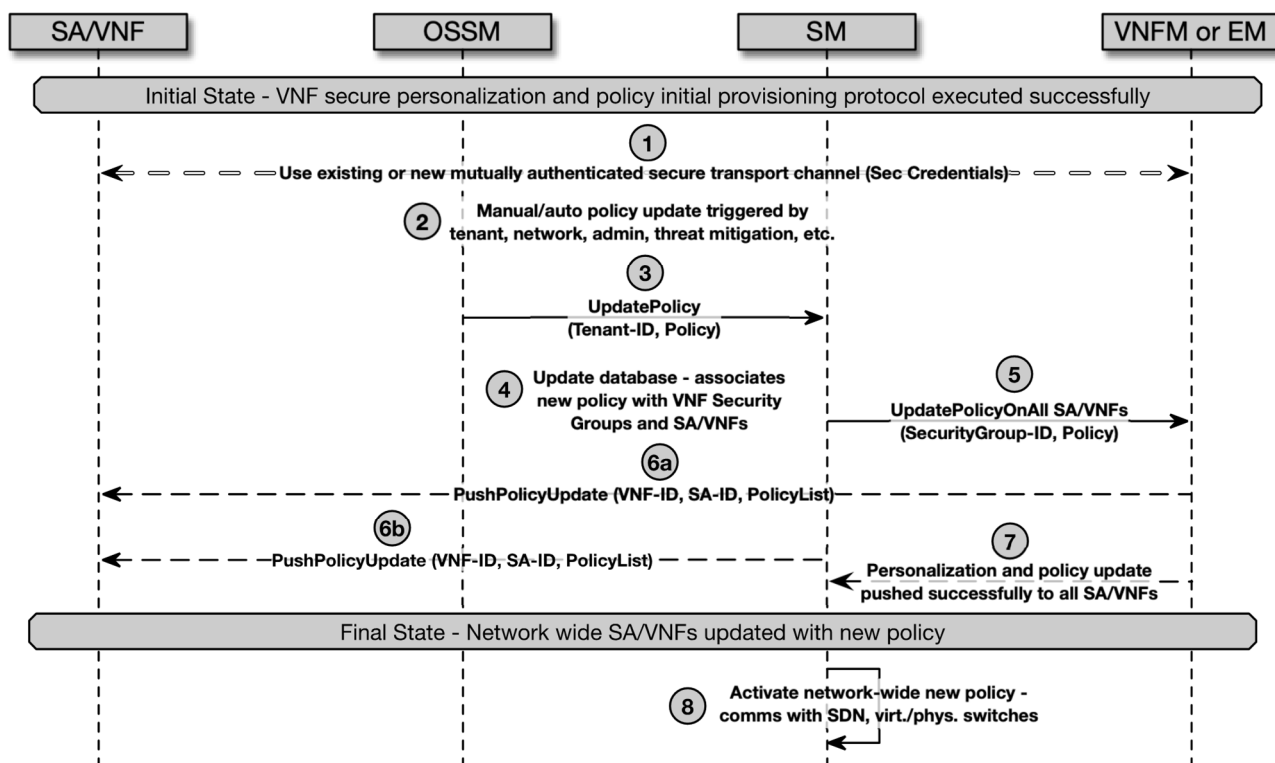 SA/VNF
OSSM
SM
VNFM or EM
Initial State - VNF secure personalization and policy initial provisioning protocol executed successfully
1
Use existing or new mutually authenticated secure transport channel (Sec Credentials)
2
Manual/auto policy update triggered by
tenant, network, admin, threat mitigation, etc.
3
UpdatePolicy
(Tenant-ID, Policy)
4
Update database - associates
new policy with VNF Security
Groups and SA/VNFs
5
UpdatePolicyOnAll SA/VNFs
(SecurityGroup-ID, Policy)
6a
PushPolicyUpdate (VNF-ID, SA-ID, PolicyList)
6b
PushPolicyUpdate (VNF-ID, SA-ID, PolicyList)
7
Personalization and policy update
pushed successfully to all SA/VNFs
Final State - Network wide SA/VNFs updated with new policy
8
Activate network-wide new policy -
comms with SDN, virt./phys. switches